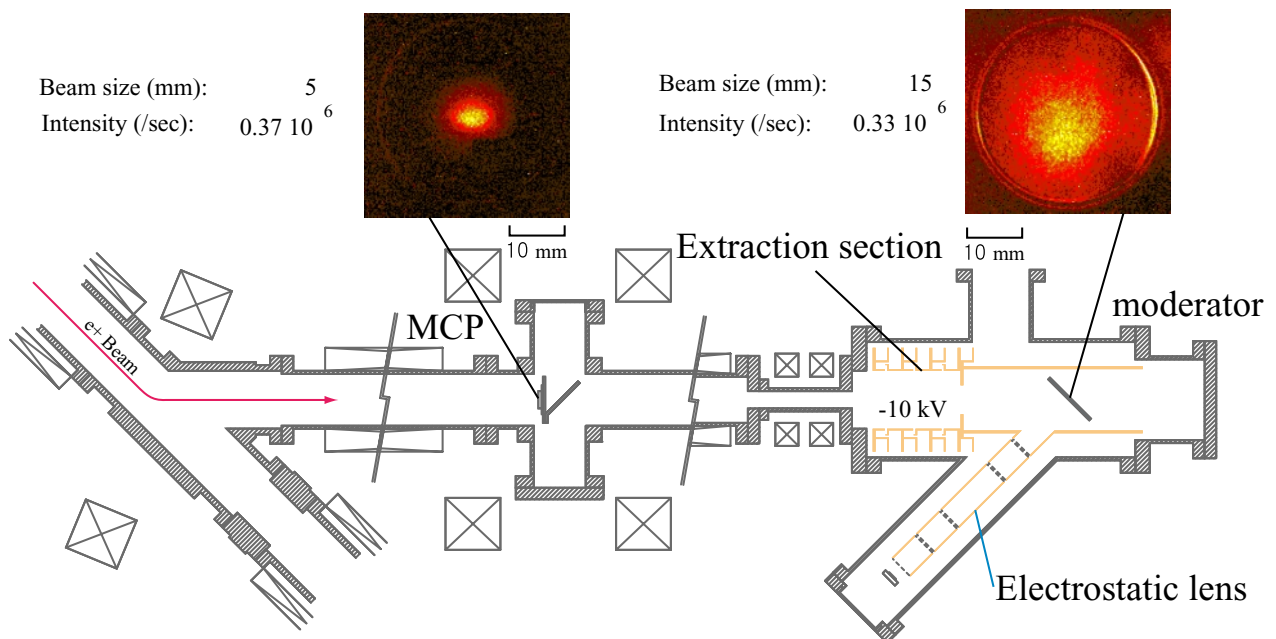 Beam size (mm): 5
Intensity (/sec): 0.37 10 6
Beam size (mm): 15
Intensity (/sec): 0.33 10 6
10 mm
10 mm
Extraction section
moderator
MCP
e+ Beam
-10 kV
Electrostatic lens